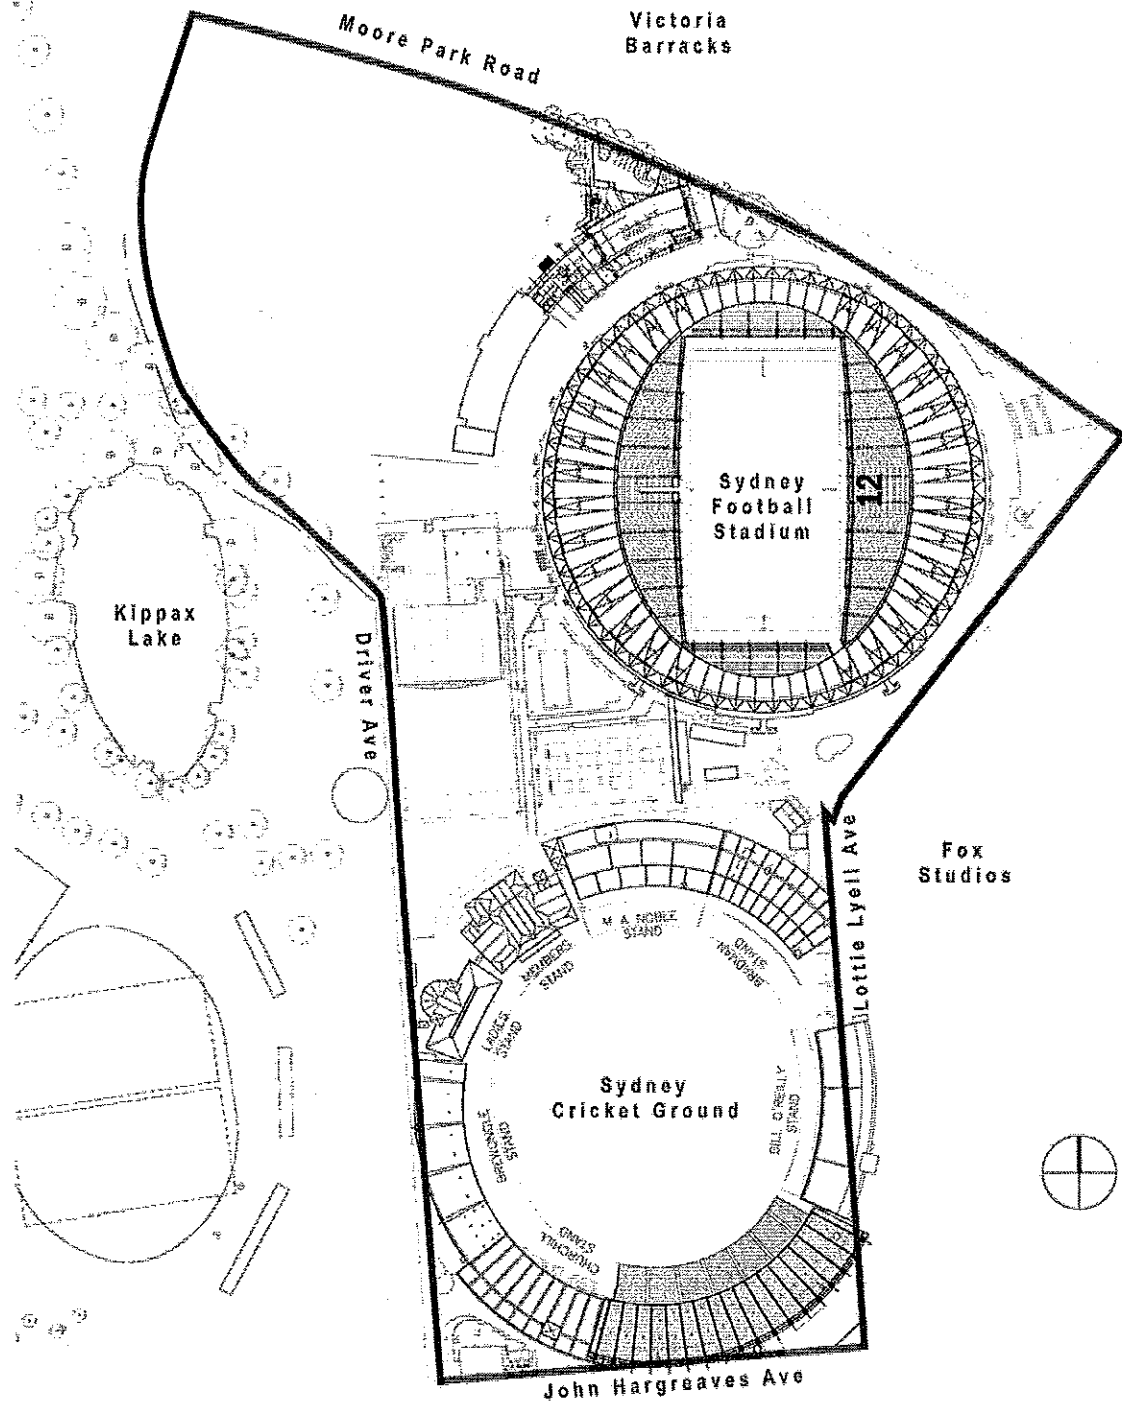 Victoria
Barracks
Moore Park Road
Sydney
Football
Stadium
12
Kippax
Lake
Driver Ave
Lottie Lyell Ave
Fox
Studios
M. A. NOBLE
STAND
BRADMAN
STAND
MEMBERS
STAND
LADIES
STAND
Sydney
Cricket Ground
BILL O'REILLY
STAND
BREWONGLE
STAND
CHURCHILL
STAND
John Hargreaves Ave